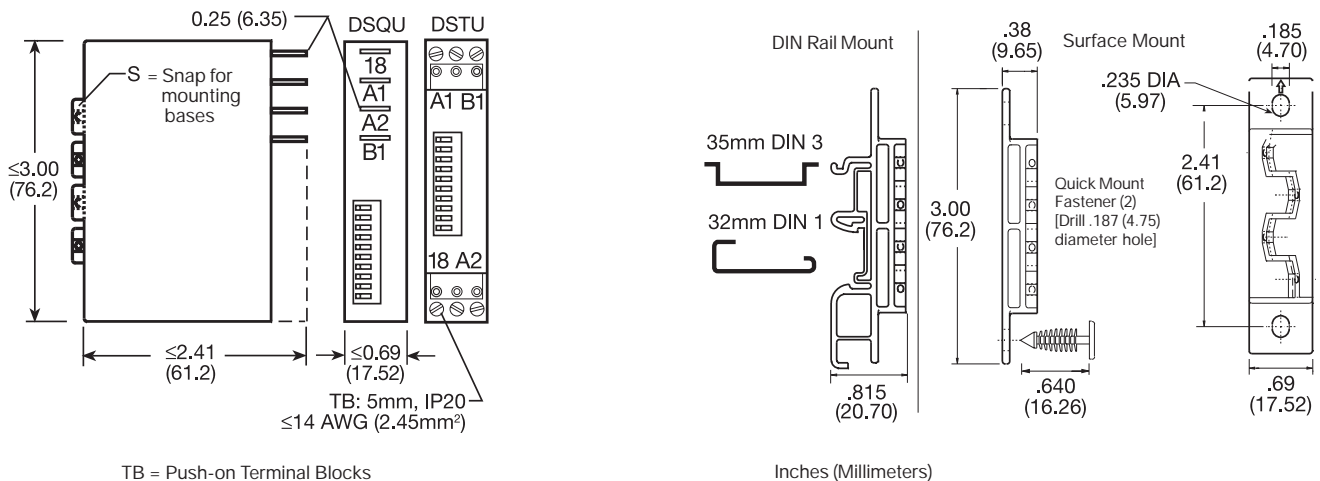 0.25 (6.35)
DSQU
DSTU
S = Snap for
mounting
bases
18
A1
A2
B1
A1 B1
≤3.00
(76.2)
18 A2
≤2.41
(61.2)
≤0.69
(17.52)
TB: 5mm, IP20
≤14 AWG (2.45mm²)
TB = Push-on Terminal Blocks
DIN Rail Mount
.38
(9.65)
Surface Mount
.185
(4.70)
.235 DIA
(5.97)
35mm DIN 3
32mm DIN 1
3.00
(76.2)
Quick Mount
Fastener (2)
[Drill .187 (4.75)
diameter hole]
2.41
(61.2)
.815
(20.70)
.640
(16.26)
.69
(17.52)
Inches (Millimeters)